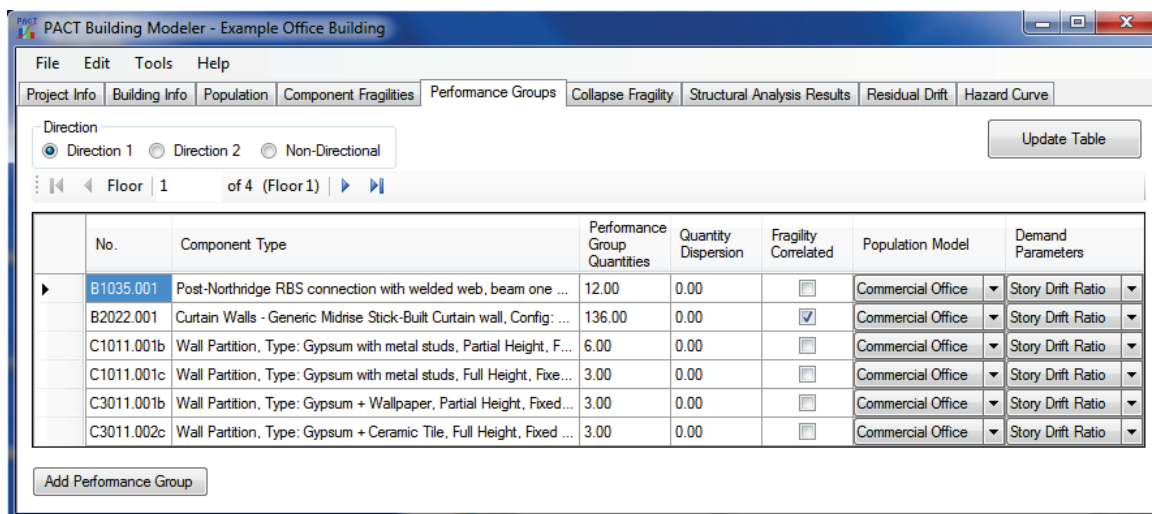 PACT
PACT Building Modeler - Example Office Building
File Edit Tools Help
Project Info Building Info Population Component Fragilities Performance Groups Collapse Fragility Structural Analysis Results Residual Drift Hazard Curve
Direction
Direction 1 Direction 2 Non-Directional
Update Table
Floor 1 of 4 (Floor 1)
No. Component Type Performance Group Quantities Quantity Dispersion Fragility Correlated Population Model Demand Parameters
B1035.001 Post-Northridge RBS connection with welded web, beam one ... 12.00 0.00 Commercial Office Story Drift Ratio
B2022.001 Curtain Walls - Generic Midrise Stick-Built Curtain wall, Config: ... 136.00 0.00 Commercial Office Story Drift Ratio
C1011.001b Wall Partition, Type: Gypsum with metal studs, Partial Height, F... 6.00 0.00 Commercial Office Story Drift Ratio
C1011.001c Wall Partition, Type: Gypsum with metal studs, Full Height, Fixe... 3.00 0.00 Commercial Office Story Drift Ratio
C3011.001b Wall Partition, Type: Gypsum + Wallpaper, Partial Height, Fixed... 3.00 0.00 Commercial Office Story Drift Ratio
C3011.002c Wall Partition, Type: Gypsum + Ceramic Tile, Full Height, Fixed ... 3.00 0.00 Commercial Office Story Drift Ratio
Add Performance Group